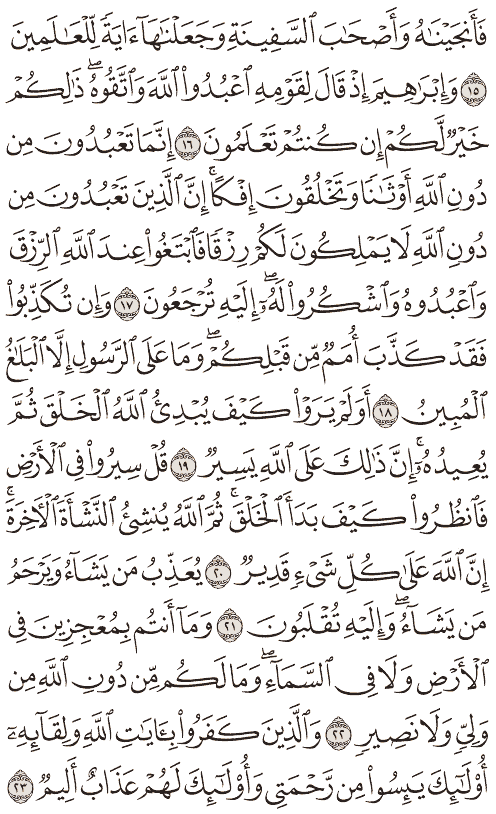 فَأَنجَيۡنَٰهُ وَأَصۡحَٰبَ ٱلسَّفِينَةِ وَجَعَلۡنَٰهَآ ءَايَةٗ لِّلۡعَٰلَمِينَ
١٥ وَإِبۡرَٰهِيمَ إِذۡ قَالَ لِقَوۡمِهِ ٱعۡبُدُواْ ٱللَّهَ وَٱتَّقُوهُۖ ذَٰلِكُمۡ
خَيۡرٞ لَّكُمۡ إِن كُنتُمۡ تَعۡلَمُونَ ١٦ إِنَّمَا تَعۡبُدُونَ مِن
دُونِ ٱللَّهِ أَوۡثَٰنٗا وَتَخۡلُقُونَ إِفۡكًاۚ إِنَّ ٱلَّذِينَ تَعۡبُدُونَ مِن
دُونِ ٱللَّهِ لَا يَمۡلِكُونَ لَكُمۡ رِزۡقٗا فَٱبۡتَغُواْ عِندَ ٱللَّهِ ٱلرِّزۡقَ
وَٱعۡبُدُوهُ وَٱشۡكُرُواْ لَهُۥٓۖ إِلَيۡهِ تُرۡجَعُونَ ١٧ وَإِن تُكَذِّبُواْ
فَقَدۡ كَذَّبَ أُمَمٞ مِّن قَبۡلِكُمۡۖ وَمَا عَلَى ٱلرَّسُولِ إِلَّا ٱلۡبَلَٰغُ
ٱلۡمُبِينُ ١٨ أَوَلَمۡ يَرَوۡاْ كَيۡفَ يُبۡدِئُ ٱللَّهُ ٱلۡخَلۡقَ ثُمَّ
يُعِيدُهُۥٓۚ إِنَّ ذَٰلِكَ عَلَى ٱللَّهِ يَسِيرٞ ١٩ قُلۡ سِيرُواْ فِي ٱلۡأَرۡضِ
فَٱنظُرُواْ كَيۡفَ بَدَأَ ٱلۡخَلۡقَۚ ثُمَّ ٱللَّهُ يُنشِئُ ٱلنَّشۡأَةَ ٱلۡأٓخِرَةَۚ
إِنَّ ٱللَّهَ عَلَىٰ كُلِّ شَيۡءٖ قَدِيرٞ ٢٠ يُعَذِّبُ مَن يَشَآءُ وَيَرۡحَمُ
مَن يَشَآءُۖ وَإِلَيۡهِ تُقۡلَبُونَ ٢١ وَمَآ أَنتُم بِمُعۡجِزِينَ فِي
ٱلۡأَرۡضِ وَلَا فِي ٱلسَّمَآءِۖ وَمَا لَكُم مِّن دُونِ ٱللَّهِ مِن
وَلِيّٖ وَلَا نَصِيرٖ ٢٢ وَٱلَّذِينَ كَفَرُواْ بِـَٔايَٰتِ ٱللَّهِ وَلِقَآئِهِۦٓ
أُوْلَٰٓئِكَ يَئِسُواْ مِن رَّحۡمَتِي وَأُوْلَٰٓئِكَ لَهُمۡ عَذَابٌ أَلِيمٞ ٢٣